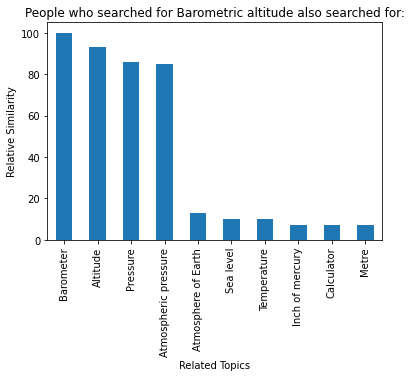 People who searched for Barometric altitude also searched for:
Relative Similarity
100
80
60
40
20
0
Barometer
Altitude
Pressure
Atmospheric pressure
Atmosphere of Earth
Sea level
Temperature
Inch of mercury
Calculator
Metre
Related Topics